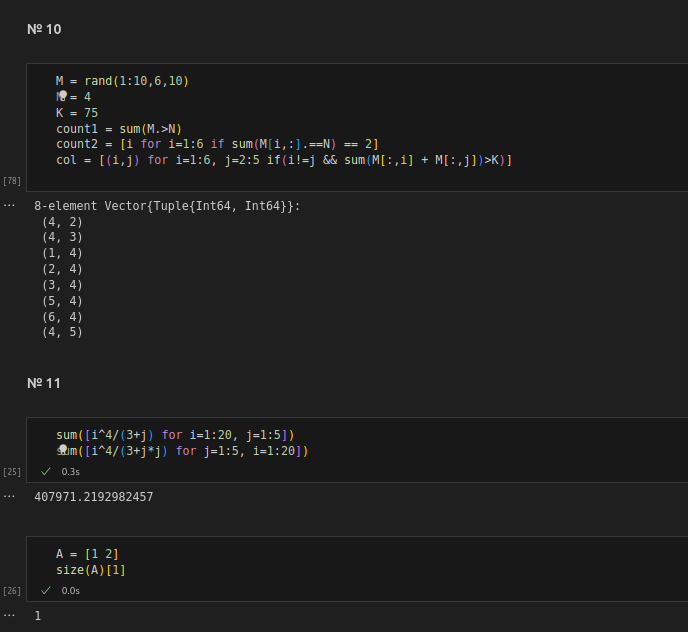 № 10
M = rand(1:10,6,10)
= 4
K = 75
count1 = sum(M.>N)
count2 = [i for i=1:6 if sum(M[i,:].==N) == 2]
col = [(i,j) for i=1:6, j=2:5 if(i!=j && sum(M[:,i] + M[:,j])>K)]
[78]
... 8-element Vector{Tuple{Int64, Int64}}:
(4, 2)
(4, 3)
(1, 4)
(2, 4)
(3, 4)
(5, 4)
(6, 4)
(4, 5)
№ 11
sum([i^4/(3+j) for i=1:20, j=1:5])
sum([i^4/(3+j*j) for j=1:5, i=1:20])
[25] ✓ 0.3s
... 407971.2192982457
A = [1 2]
size(A)[1]
[26] ✓ 0.0s
... 1